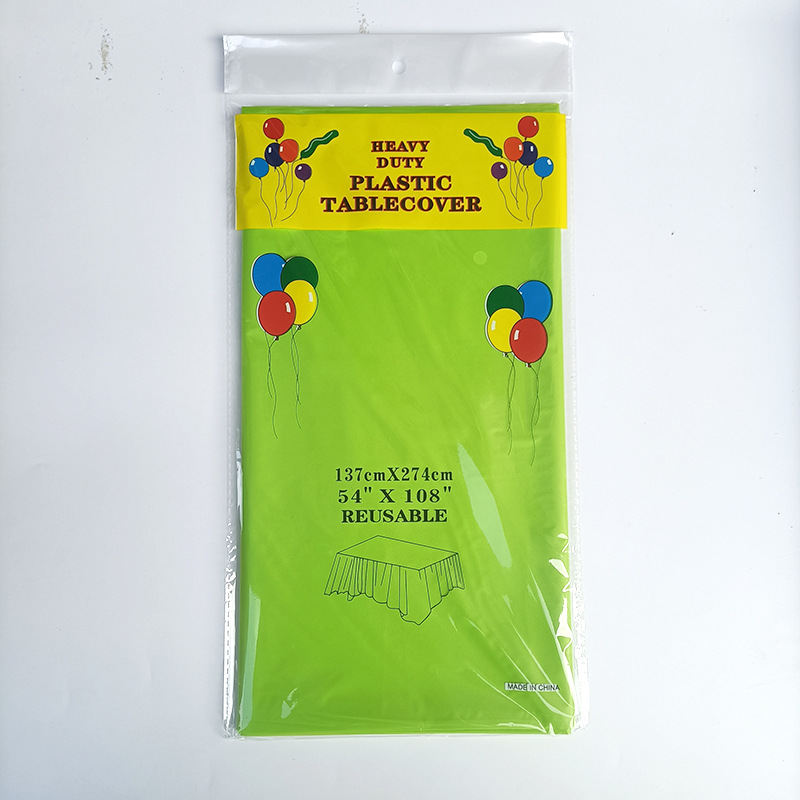 HEAVY
DUTY
PLASTIC
TABLECOVER
137cmX274cm
54" X 108"
REUSABLE
MADE IN CHINA